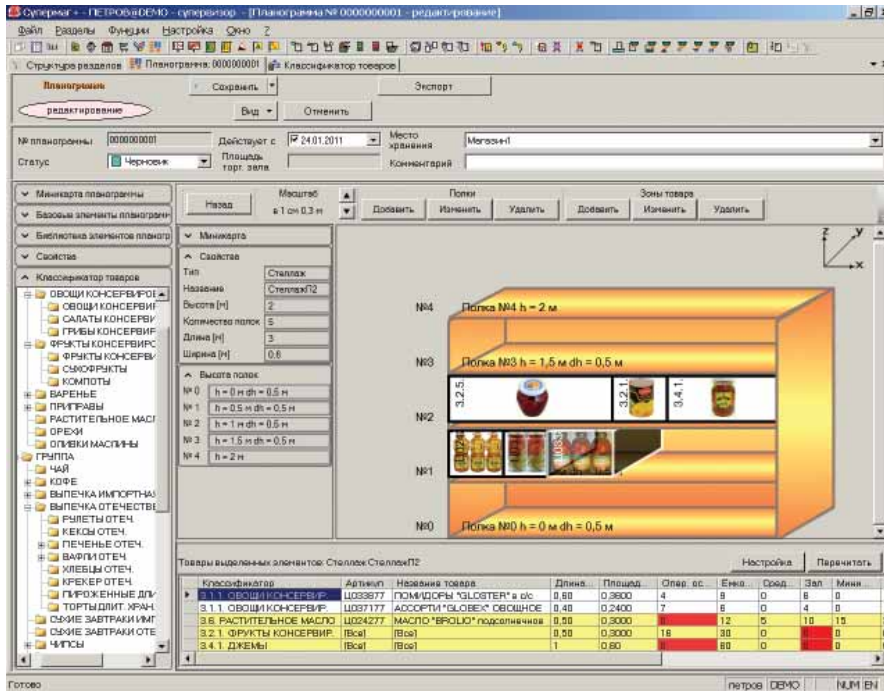 Супермаг+ - ПЕТРОВ@DEMO - супервизор - [Планограмма № 0000000001 - редактирование]
Файл Разделы Функции Настройка Окно ?
Структура разделов Планограмма: 0000000001 Классификатор товаров
Планограмма Сохранить Экспорт
редактирование Вид Отменить
№ планограммы 0000000001 Действует с 24.01.2011 Место хранения Магазин1
Статус Черновик Площадь торг. зала Комментарий
Миникарта планограммы
Базовые элементы планограмм
Библиотека элементов планогр
Свойства
Классификатор товаров
ОВОЩИ КОНСЕРВИРОВ
ОВОЩИ КОНСЕРВИР
САЛАТЫ КОНСЕРВ
ГРИБЫ КОНСЕРВИР
ФРУКТЫ КОНСЕРВИРО
ФРУКТЫ КОНСЕРВИ
СУХОФРУКТЫ
КОМПОТЫ
ВАРЕНЬЕ
ПРИПРАВЫ
РАСТИТЕЛЬНОЕ МАСЛ
ОРЕХИ
ОЛИВКИ МАСЛИНЫ
ГРУППА
ЧАЙ
КОФЕ
ВЫПЕЧКА ИМПОРТНАЯ
ВЫПЕЧКА ОТЕЧЕСТВЕ
РУЛЕТЫ ОТЕЧ.
КЕКСЫ ОТЕЧ.
ПЕЧЕНЬЕ ОТЕЧ.
ВАФЛИ ОТЕЧ.
ХЛЕБЦЫ ОТЕЧ.
КРЕКЕР ОТЕЧ.
ПИРОЖЕННЫЕ ДЛИ
ТОРТЫ ДЛИТ. ХРАН.
СУХИЕ ЗАВТРАКИ ИМП
СУХИЕ ЗАВТРАКИ ОТЕ
ЧИПСЫ
Назад
Масштаб
в 1 см 0,3 м
Полки
Добавить Изменить Удалить
Зоны товара
Добавить Изменить Удалить
Миникарта
Свойства
Тип Стеллаж
Название СтеллажП2
Высота [м] 2
Количество полок 5
Длина [м] 3
Ширина [м] 0,6
Высота полок
№ 0 h = 0 м dh = 0,5 м
№ 1 h = 0,5 м dh = 0,5 м
№ 2 h = 1 м dh = 0,5 м
№ 3 h = 1,5 м dh = 0,5 м
№ 4 h = 2 м
Z Y
X
№4 Полка №4 h = 2 м
№3 Полка №3 h = 1,5 м dh = 0,5 м
3.2.5. 3.2.1. 3.4.1.
№2
№1
№0 Полка №0 h = 0 м dh = 0,5 м
Товары выделенных элементов: Стеллаж СтеллажП2
Настройка Перечитать
Классификатор Артикул Название товара Длина... Площад... Опер. ос... Емко... Сред... Зал Мини...
3.1.1. ОВОЩИ КОНСЕРВИР. Ц033877 ПОМИДОРЫ "GLOSTER" в с/с 0,60 0,3600 4 9 0 6 0
3.1.1. ОВОЩИ КОНСЕРВИР. Ц037177 АССОРТИ "GLOBEX" ОВОЩНОЕ 0,40 0,2400 7 6 0 4 0
3.6. РАСТИТЕЛЬНОЕ МАСЛО Ц024277 МАСЛО "BROLIO" подсолнечное 0,50 0,3000 12 5 10 15
3.2.1. ФРУКТЫ КОНСЕРВИР. [Все] [Все] 0,50 0,3000 16 30 0 0
3.4.1. ДЖЕМЫ [Все] [Все] 1 0,60 60 0 0
Готово
петров DEMO NUM EN